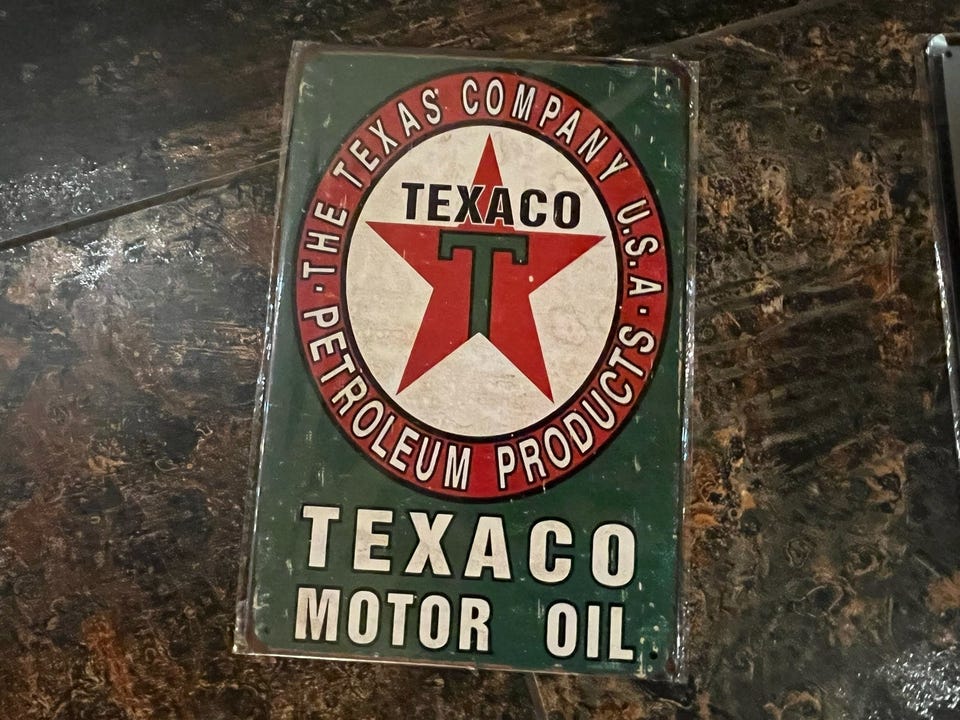 THE TEXAS COMPANY U.S.A.
PETROLEUM PRODUCTS
TEXACO
T
TEXACO
MOTOR OIL